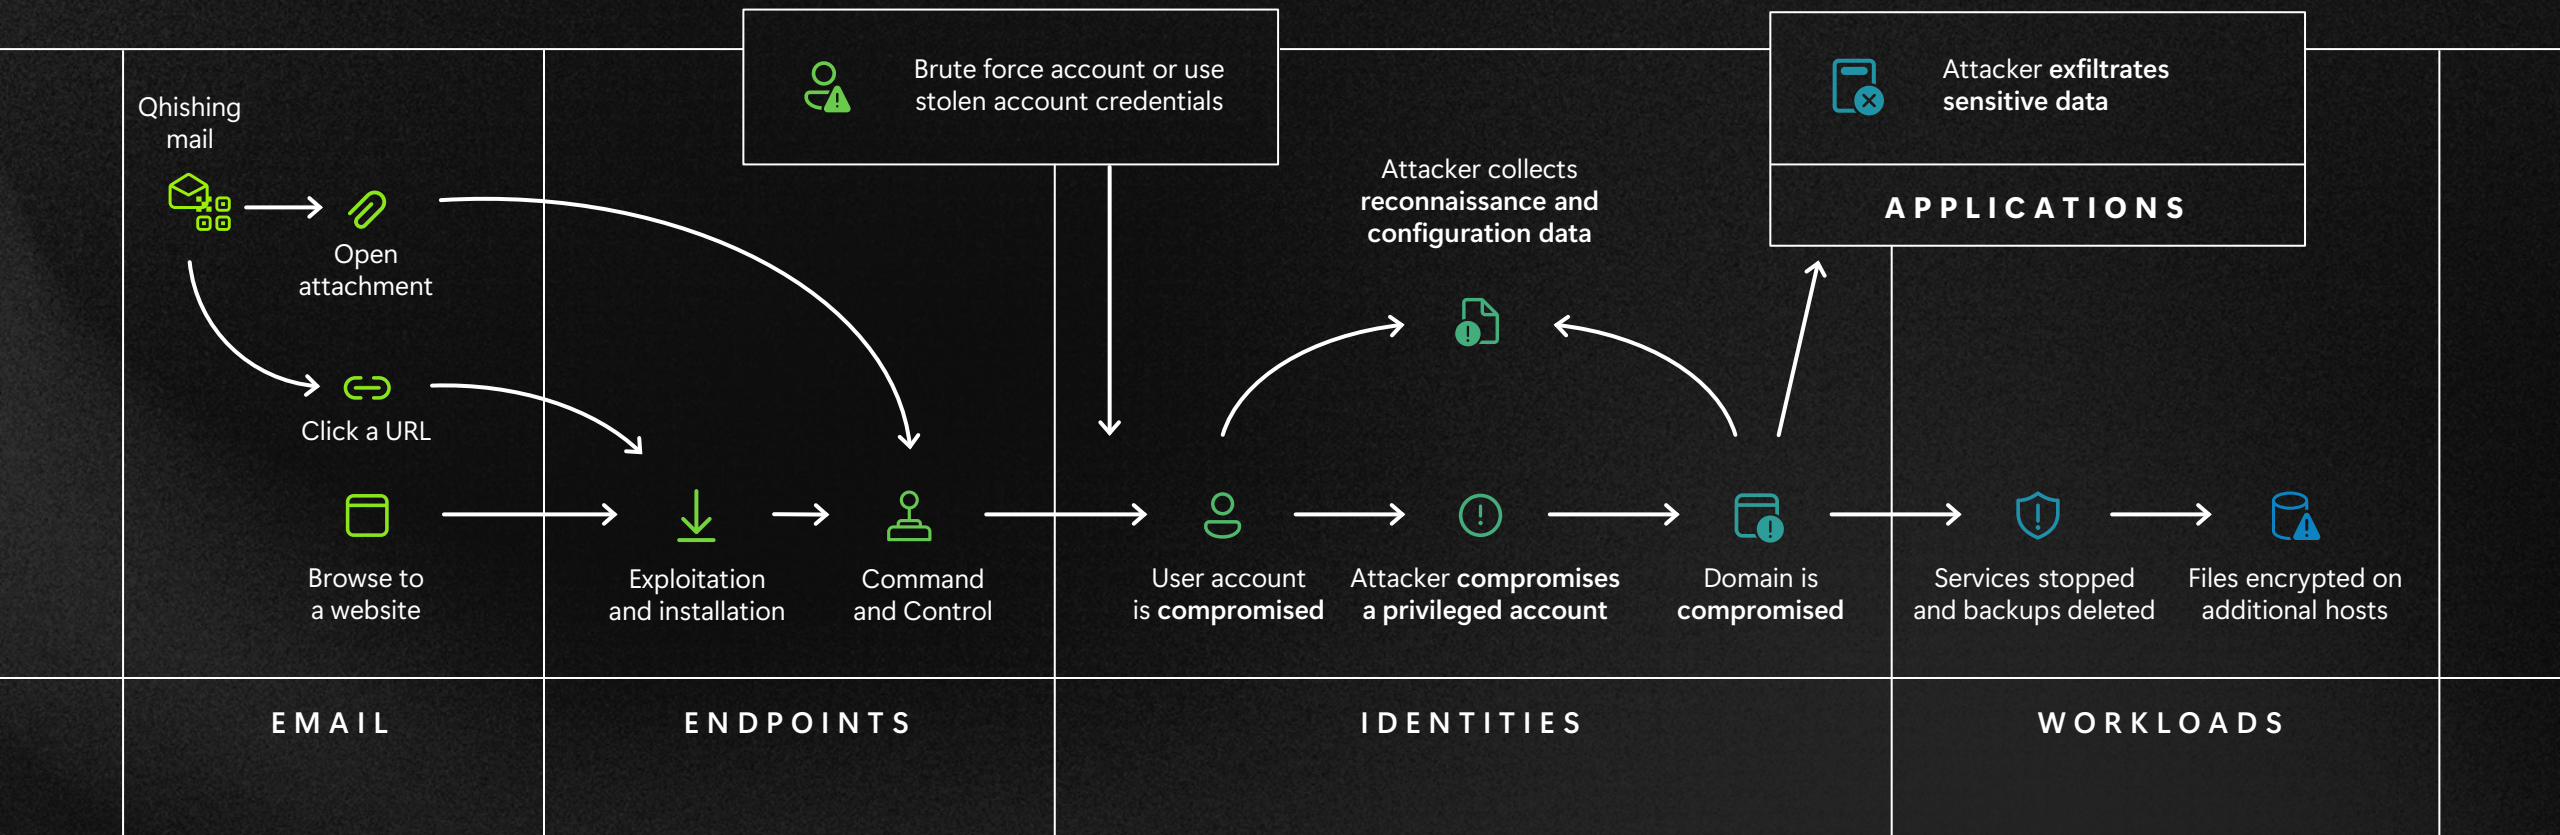 Brute force account or use
stolen account credentials
Attacker exfiltrates
sensitive data
APPLICATIONS
Qhishing
mail
Open
attachment
Click a URL
Attacker collects
reconnaissance and
configuration data
Browse to
a website
Exploitation
and installation
Command
and Control
User account
is compromised
Attacker compromises
a privileged account
Domain is
compromised
Services stopped
and backups deleted
Files encrypted on
additional hosts
EMAIL
ENDPOINTS
IDENTITIES
WORKLOADS